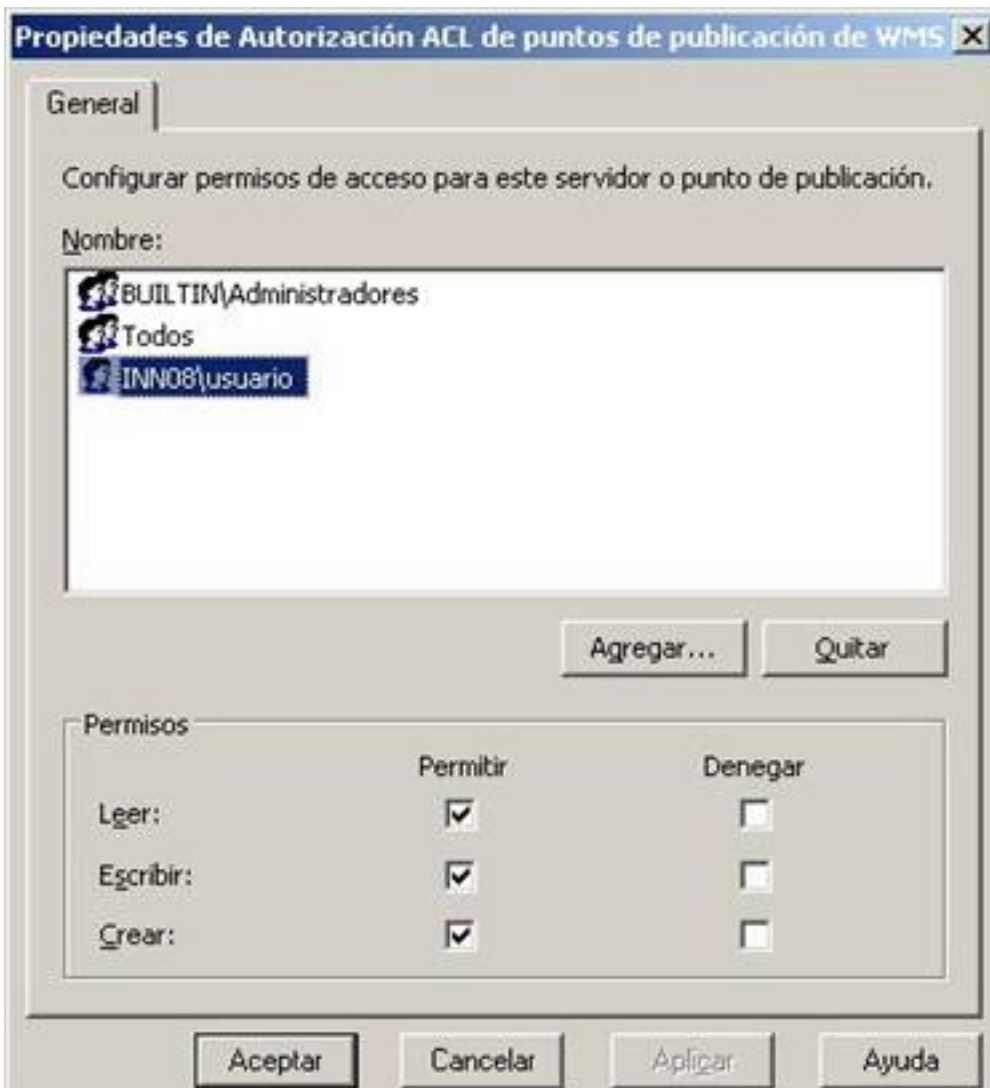 Propiedades de Autorización ACL de puntos de publicación de WMS
General
Configurar permisos de acceso para este servidor o punto de publicación.
Nombre:
BUILTIN\Administradores
Todos
INN08\usuario
Agregar... Quitar
Permisos
Permitir Denegar
Leer:
Escribir:
Crear:
Aceptar Cancelar Aplicar Ayuda